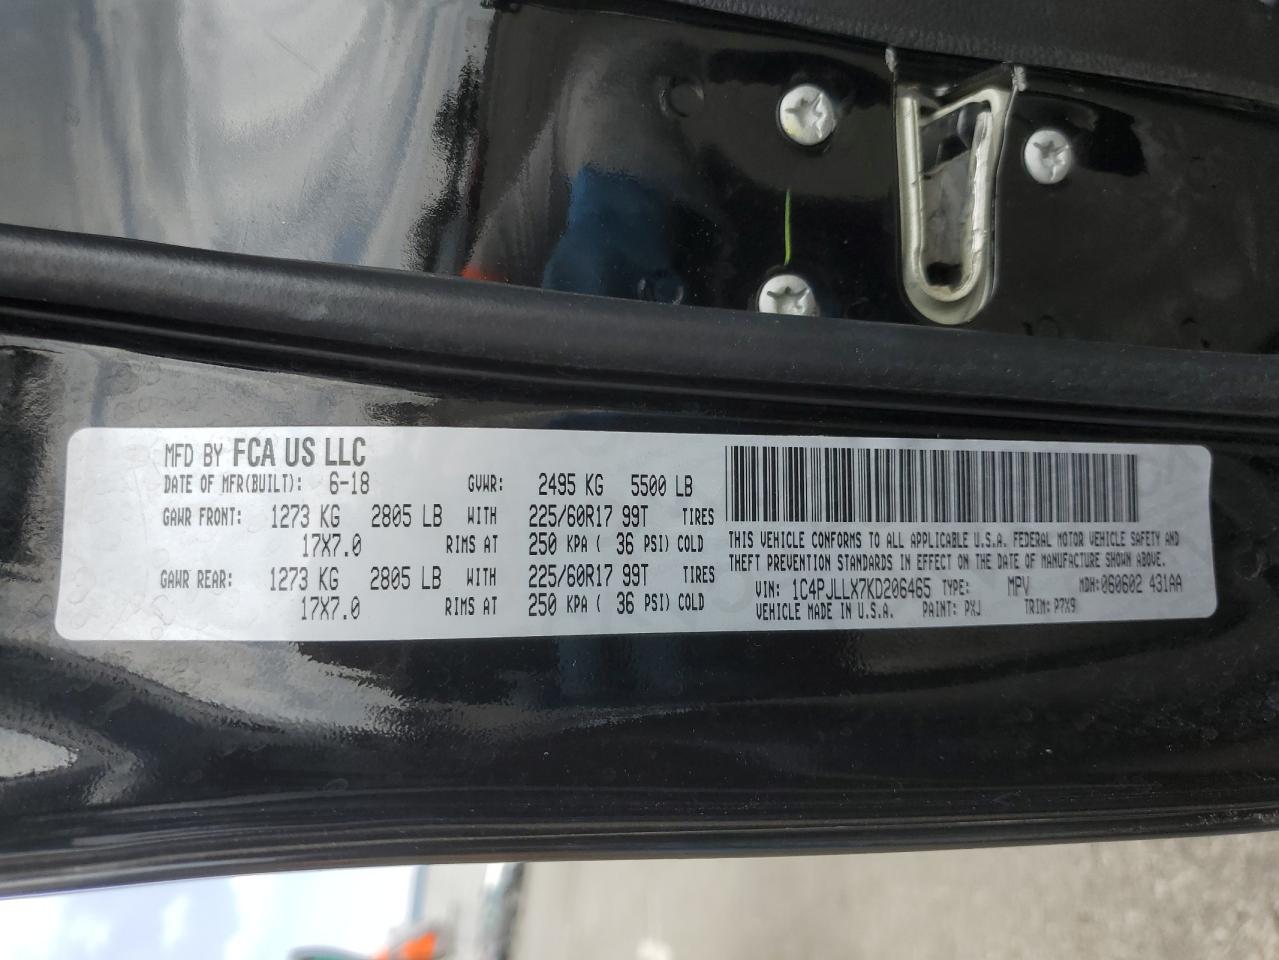 MFD BY FCA US LLC
DATE OF MFR(BUILT): 6-18 GVWR: 2495 KG 5500 LB
GAWR FRONT: 1273 KG 2805 LB WITH 225/60R17 99T TIRES
17X7.0 RIMS AT 250 KPA ( 36 PSI) COLD
GAWR REAR: 1273 KG 2805 LB WITH 225/60R17 99T TIRES
17X7.0 RIMS AT 250 KPA ( 36 PSI) COLD
THIS VEHICLE CONFORMS TO ALL APPLICABLE U.S.A. FEDERAL MOTOR VEHICLE SAFETY AND
THEFT PREVENTION STANDARDS IN EFFECT ON THE DATE OF MANUFACTURE SHOWN ABOVE.
VIN: 1C4PJLLX7KD206465 TYPE: MPV MDH: 060602 431AA
VEHICLE MADE IN U.S.A. PAINT: PXJ TRIM: P7X9